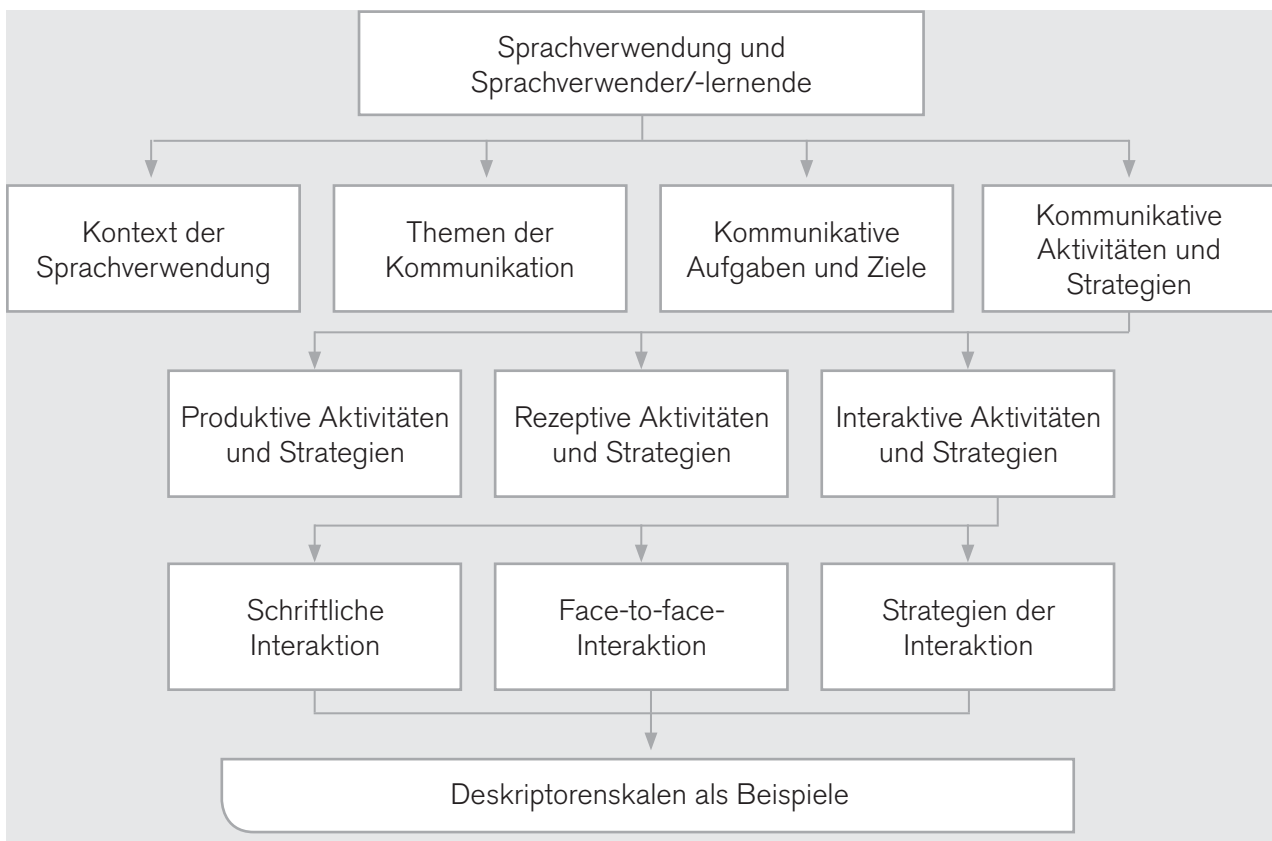 Sprachverwendung und
Sprachverwender/-lernende
Kontext der
Sprachverwendung
Themen der
Kommunikation
Kommunikative
Aufgaben und Ziele
Kommunikative
Aktivitäten und
Strategien
Produktive Aktivitäten
und Strategien
Rezeptive Aktivitäten
und Strategien
Interaktive Aktivitäten
und Strategien
Schriftliche
Interaktion
Face-to-face-
Interaktion
Strategien der
Interaktion
Deskriptorenskalen als Beispiele